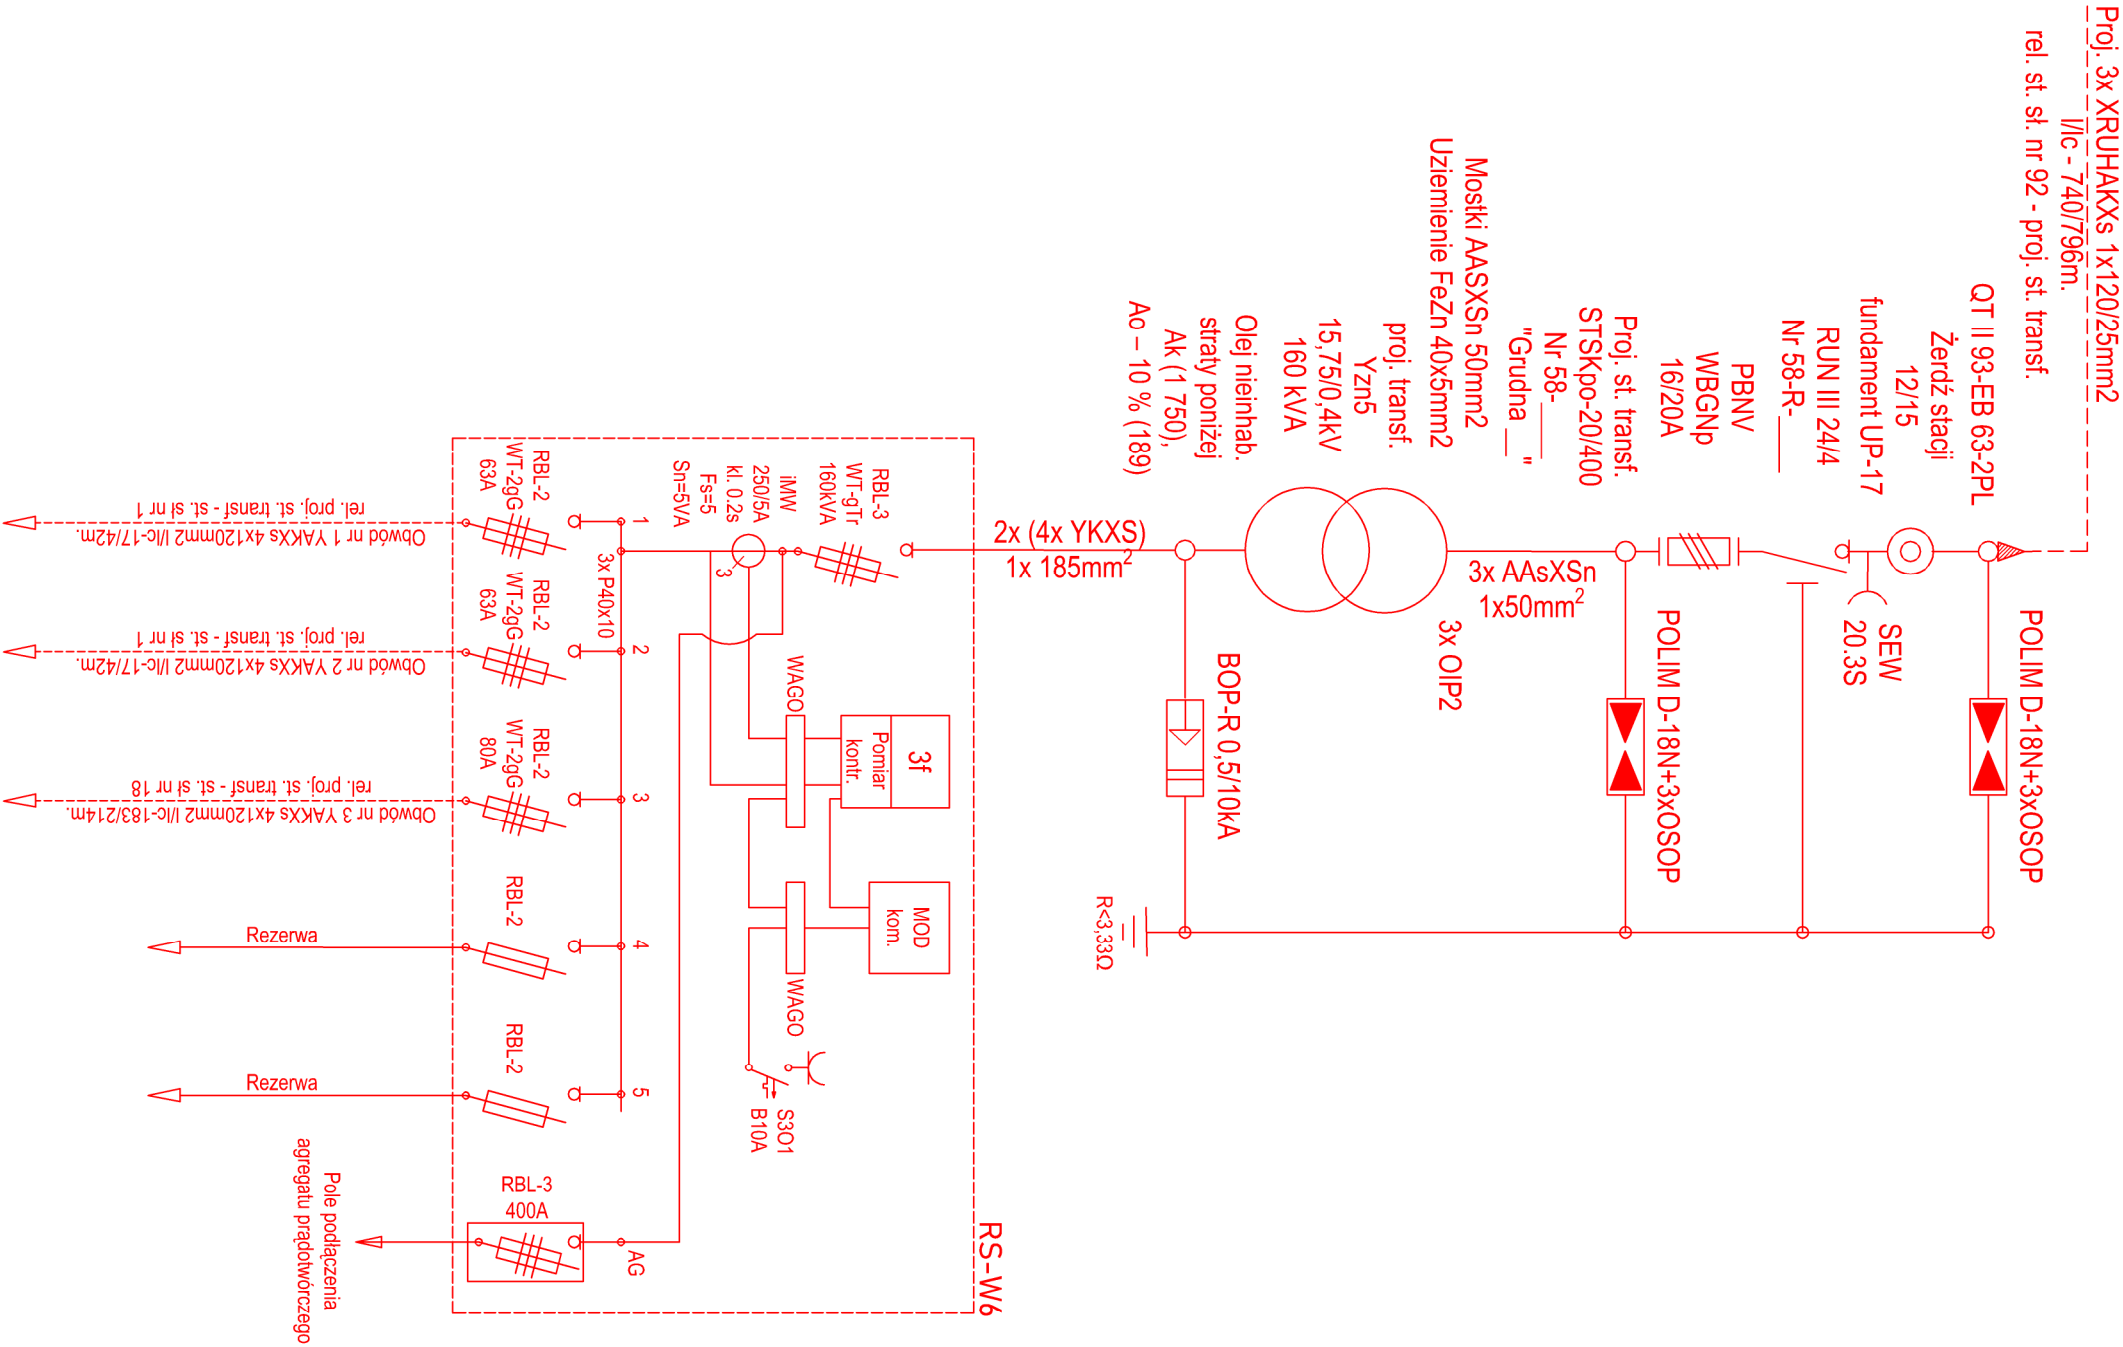 Proj. 3x XRUHAKXs 1x120/25mm2
l/lc - 740/796m.
rel. st. sł. nr 92 - proj. st. transf.
QT II 93-EB 63-2PL
Żerdź stacji
12/15
fundament UP-17
RUN III 24/4
Nr 58-R-____
PBNV
WBGNp
16/20A
Proj. st. transf.
STSKpo-20/400
Nr 58-____
"Grudna __ "
Mostki AASXSn 50mm2
Uziemienie FeZn 40x5mm2
proj. transf.
Yzn5
15,75/0,4kV
160 kVA
Olej nieinhab.
straty poniżej
Ak (1 750),
Ao – 10 % (189)
POLIM D-18N+3xOSOP
SEW
20.3S
POLIM D-18N+3xOSOP
3x AAsXSn
1x50mm2
3x OIP2
BOP-R 0,5/10kA
R<3,33Ω
2x (4x YKXS)
1x 185mm2
RS-W6
RBL-3
WT-gTr
160kVA
iMW
250/5A
kl. 0.2s
Fs=5
Sn=5VA
3
3x P40x10
WAGO
3f
Pomiar
kontr.
MOD
kom.
WAGO
S301
B10A
1
RBL-2
WT-2gG
63A
Obwód nr 1 YAKXs 4x120mm2 l/lc-17/42m.
rel. proj. st. transf - st. sł nr 1
2
RBL-2
WT-2gG
63A
Obwód nr 2 YAKXs 4x120mm2 l/lc-17/42m.
rel. proj. st. transf - st. sł nr 1
3
RBL-2
WT-2gG
80A
Obwód nr 3 YAKXs 4x120mm2 l/lc-183/214m.
rel. proj. st. transf - st. sł nr 18
4
RBL-2
Rezerwa
5
RBL-2
Rezerwa
AG
RBL-3
400A
Pole podłączenia
agregatu prądotwórczego